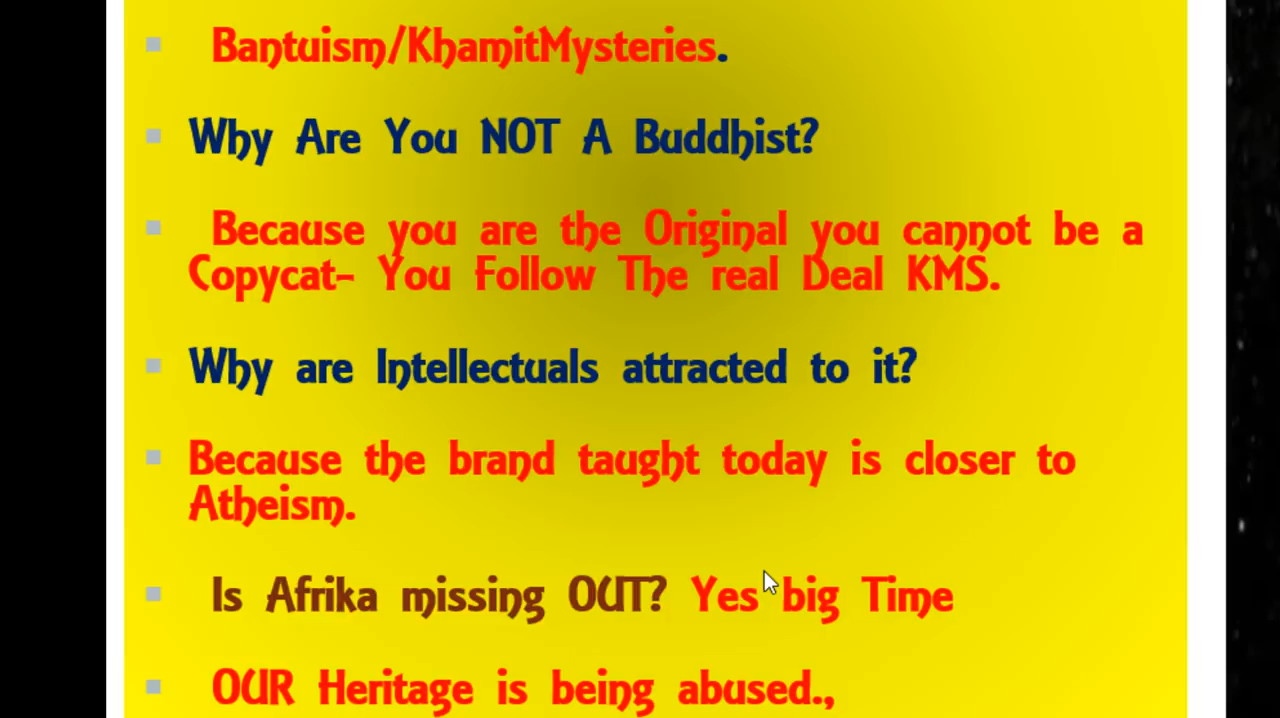 Bantuism/KhamitMysteries.
Why Are You NOT A Buddhist?
Because you are the Original you cannot be a
Copycat- You Follow The real Deal KMS.
Why are Intellectuals attracted to it?
Because the brand taught today is closer to
Atheism.
Is Afrika missing OUT? Yes big Time
OUR Heritage is being abused.,